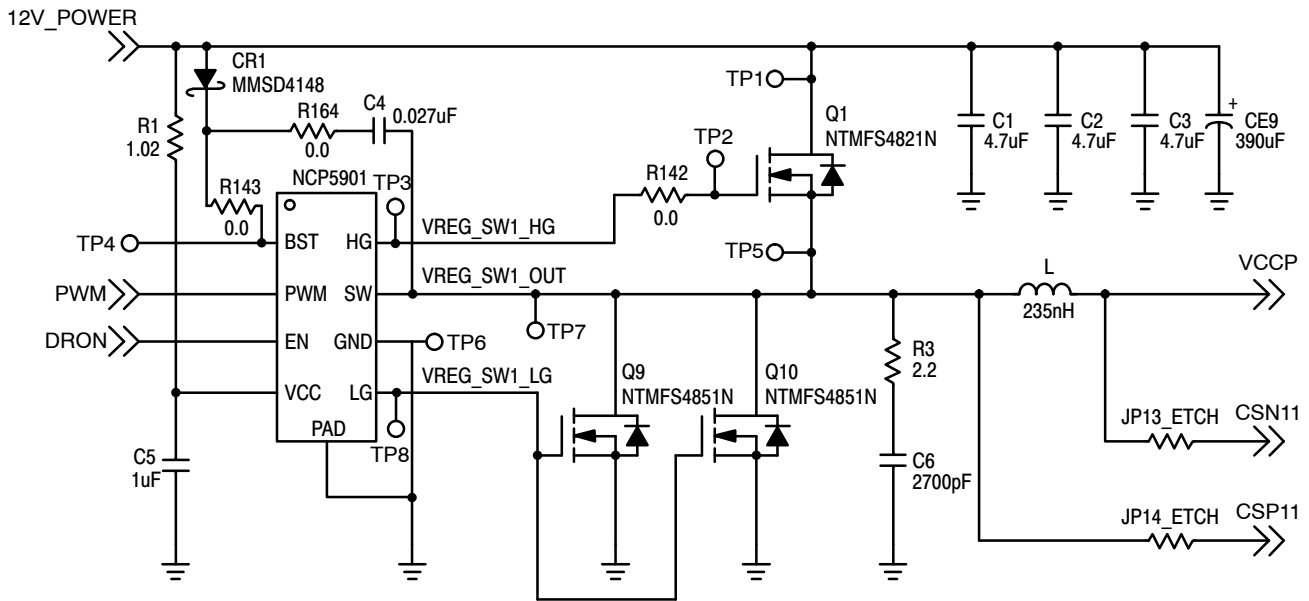 12V_POWER
CR1
MMSD4148
R1
1.02
R164
0.0
C4
0.027uF
TP1
Q1
NTMFS4821N
C1
4.7uF
C2
4.7uF
C3
4.7uF
+
CE9
390uF
R143
0.0
NCP5901
TP3
TP2
R142
0.0
TP4
BST
HG
VREG_SW1_HG
TP5
PWM
PWM
SW
VREG_SW1_OUT
L
235nH
VCCP
DRON
EN
GND
TP6
TP7
R3
2.2
VCC
LG
VREG_SW1_LG
Q9
NTMFS4851N
Q10
NTMFS4851N
PAD
TP8
JP13_ETCH
CSN11
C5
1uF
C6
2700pF
JP14_ETCH
CSP11